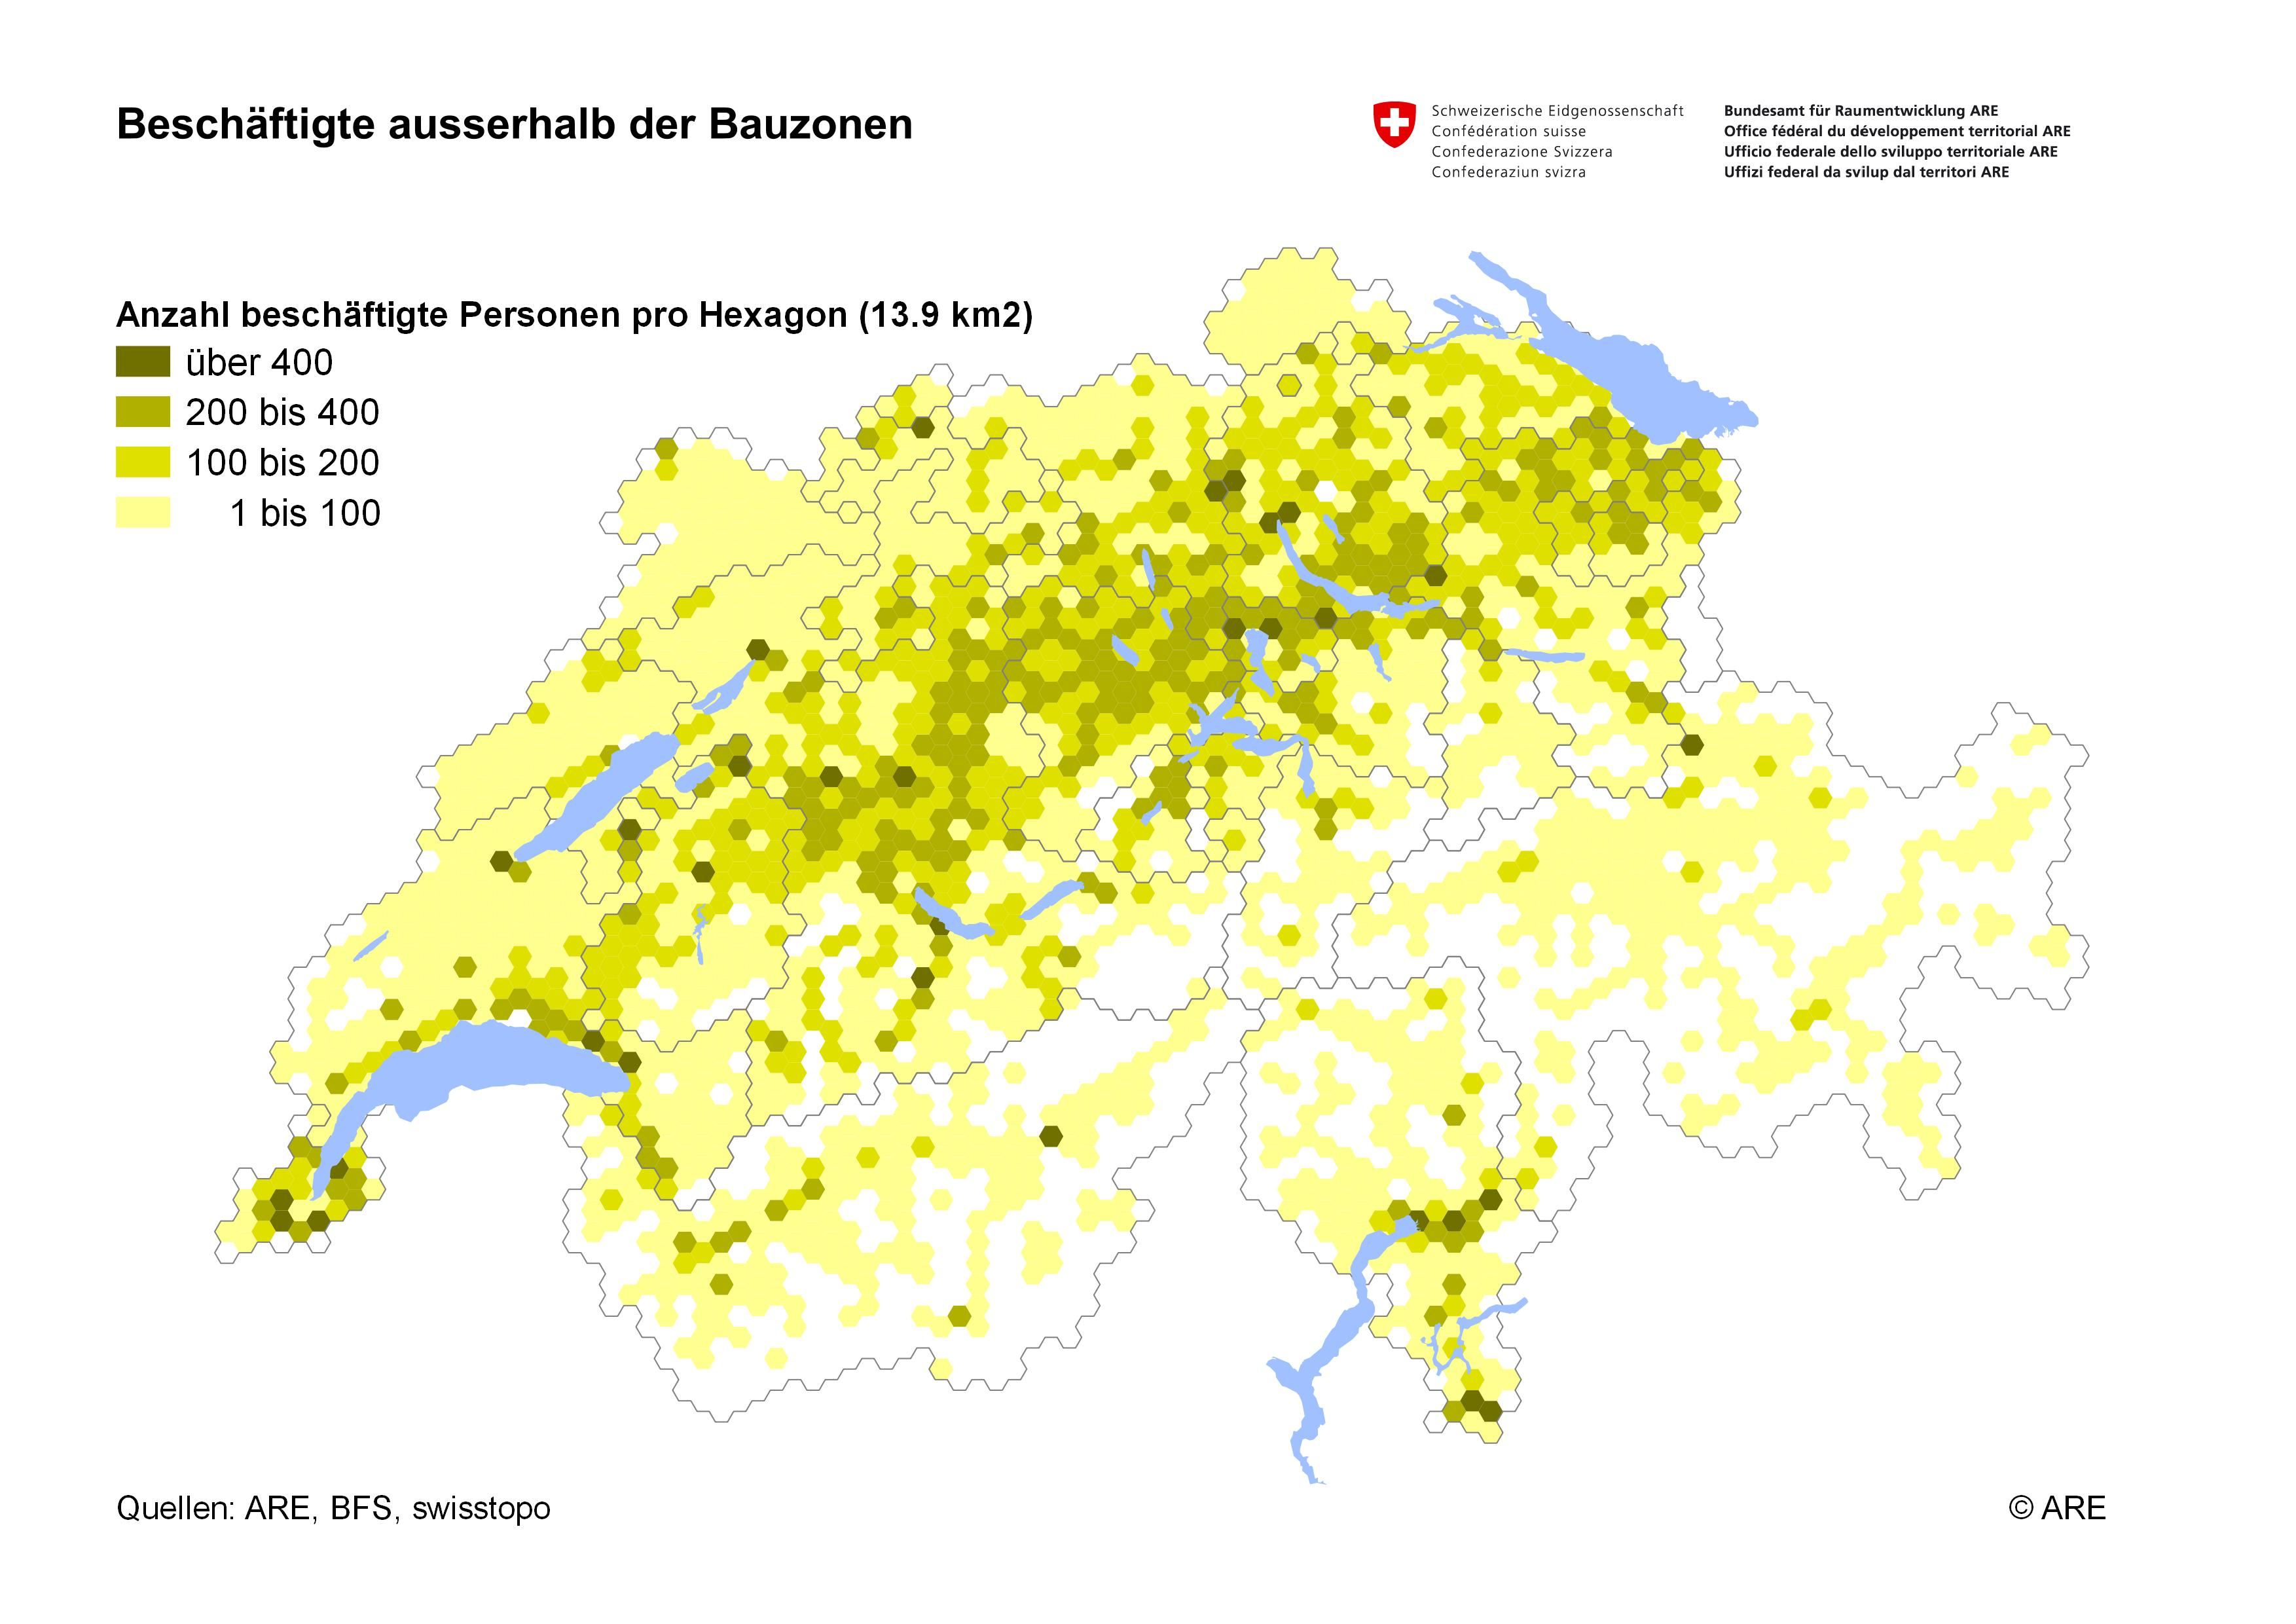 Beschäftigte ausserhalb der Bauzonen
Schweizerische Eidgenossenschaft
Confédération suisse
Confederazione Svizzera
Confederaziun svizra
Bundesamt für Raumentwicklung ARE
Office fédéral du développement territorial ARE
Ufficio federale dello sviluppo territoriale ARE
Uffizi federal da svilup dal territori ARE
Anzahl beschäftigte Personen pro Hexagon (13.9 km2)
über 400
200 bis 400
100 bis 200
1 bis 100
Quellen: ARE, BFS, swisstopo
© ARE